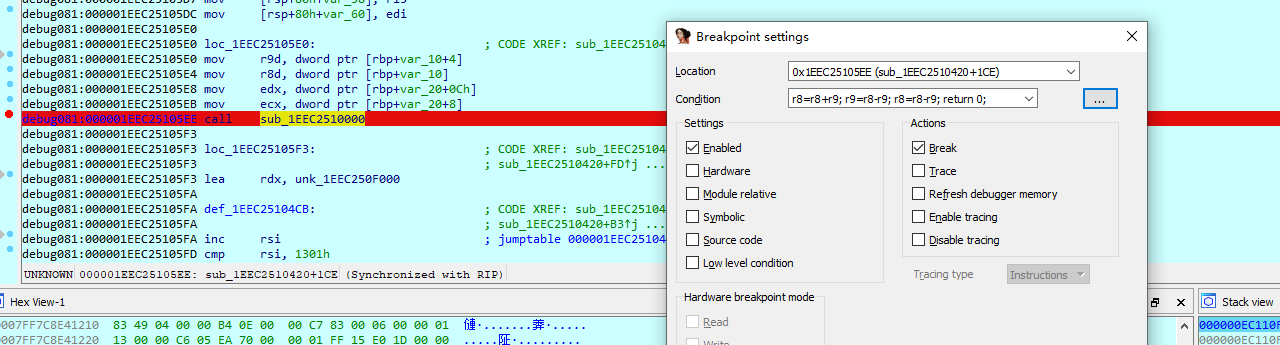 debug081:000001EEC25105D7 mov [rsp+80h+var_58], r15
debug081:000001EEC25105DC mov [rsp+80h+var_60], edi
debug081:000001EEC25105E0
debug081:000001EEC25105E0 loc_1EEC25105E0: ; CODE XREF: sub_1EEC25104
debug081:000001EEC25105E0 mov r9d, dword ptr [rbp+var_10+4]
debug081:000001EEC25105E4 mov r8d, dword ptr [rbp+var_10]
debug081:000001EEC25105E8 mov edx, dword ptr [rbp+var_20+0Ch]
debug081:000001EEC25105EB mov ecx, dword ptr [rbp+var_20+8]
debug081:000001EEC25105EE call sub_1EEC2510000
debug081:000001EEC25105F3
debug081:000001EEC25105F3 loc_1EEC25105F3: ; CODE XREF: sub_1EEC25104
debug081:000001EEC25105F3 ; sub_1EEC2510420+FD↑j ...
debug081:000001EEC25105F3 lea rdx, unk_1EEC250F000
debug081:000001EEC25105FA
debug081:000001EEC25105FA def_1EEC25104CB: ; CODE XREF: sub_1EEC25104
debug081:000001EEC25105FA ; sub_1EEC2510420+B3↑j ...
debug081:000001EEC25105FA inc rsi ; jumptable 000001EEC25104
debug081:000001EEC25105FD cmp rsi, 1301h
UNKNOWN 000001EEC25105EE: sub_1EEC2510420+1CE (Synchronized with RIP)
Hex View-1
0007FF7C8E41210 83 49 04 00 00 B4 0E 00 00 C7 83 00 06 00 00 01
0007FF7C8E41220 13 00 00 C6 05 EA 70 00 00 01 FF 15 E0 1D 00 00
Breakpoint settings
Location 0x1EEC25105EE (sub_1EEC2510420+1CE)
Condition r8=r8+r9; r9=r8-r9; r8=r8-r9; return 0; ...
Settings
Enabled
Hardware
Module relative
Symbolic
Source code
Low level condition
Actions
Break
Trace
Refresh debugger memory
Enable tracing
Disable tracing
Tracing type Instructions
Hardware breakpoint mode
Read
Write
Stack view
000000EC110F